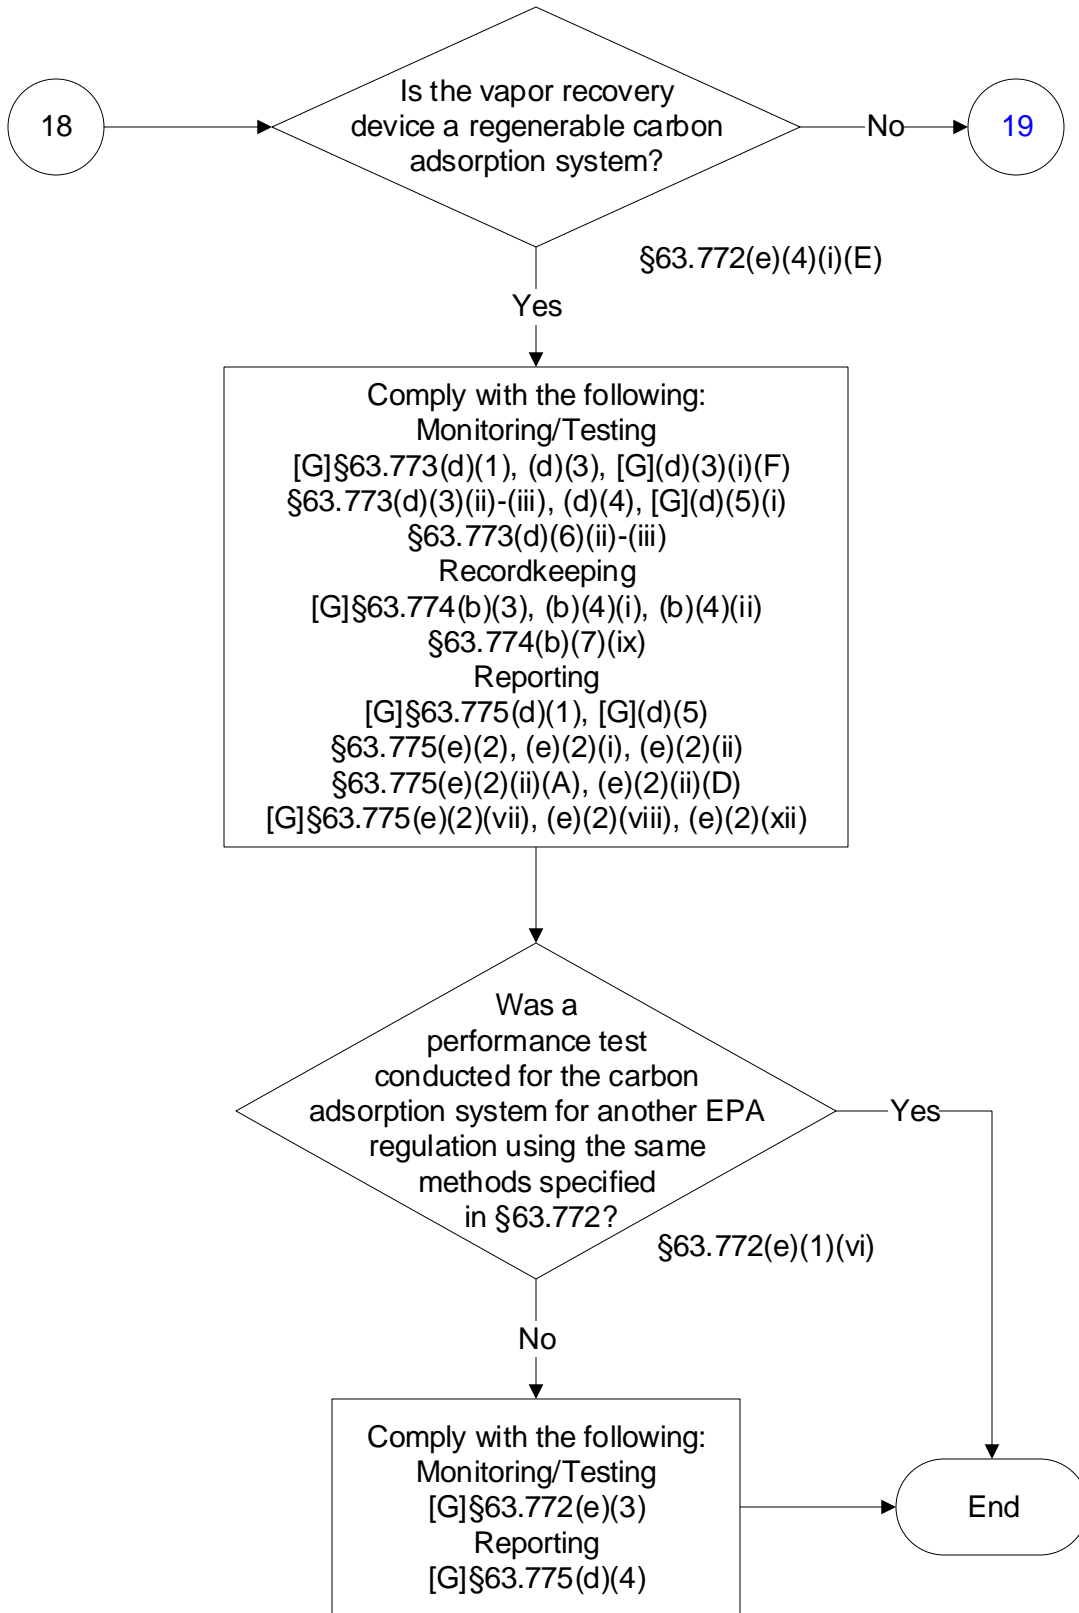 18
Is the vapor recovery
device a regenerable carbon
adsorption system?
No
19
§63.772(e)(4)(i)(E)
Yes
Comply with the following:
Monitoring/Testing
[G]§63.773(d)(1), (d)(3), [G](d)(3)(i)(F)
§63.773(d)(3)(ii)-(iii), (d)(4), [G](d)(5)(i)
§63.773(d)(6)(ii)-(iii)
Recordkeeping
[G]§63.774(b)(3), (b)(4)(i), (b)(4)(ii)
§63.774(b)(7)(ix)
Reporting
[G]§63.775(d)(1), [G](d)(5)
§63.775(e)(2), (e)(2)(i), (e)(2)(ii)
§63.775(e)(2)(ii)(A), (e)(2)(ii)(D)
[G]§63.775(e)(2)(vii), (e)(2)(viii), (e)(2)(xii)
Was a
performance test
conducted for the carbon
adsorption system for another EPA
regulation using the same
methods specified
in §63.772?
Yes
§63.772(e)(1)(vi)
No
Comply with the following:
Monitoring/Testing
[G]§63.772(e)(3)
Reporting
[G]§63.775(d)(4)
End